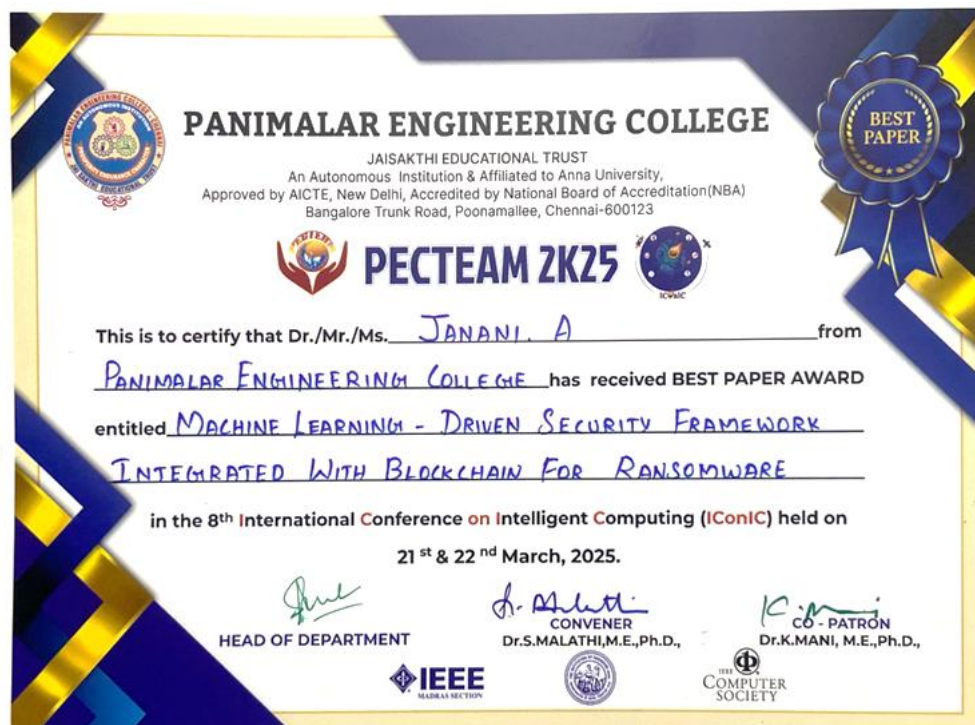 PANIMALAR ENGINEERING COLLEGE
BEST
PAPER
JAISAKTHI EDUCATIONAL TRUST
An Autonomous Institution & Affiliated to Anna University,
Approved by AICTE, New Delhi, Accredited by National Board of Accreditation(NBA)
Bangalore Trunk Road, Poonamallee, Chennai-600123
PECTEAM 2K25
IConIC
This is to certify that Dr./Mr./Ms. JANANI. A from
PANIMALAR ENGINEERING COLLEGE has received BEST PAPER AWARD
entitled MACHINE LEARNING - DRIVEN SECURITY FRAMEWORK
INTEGRATED WITH BLOCKCHAIN FOR RANSOMWARE
in the 8th International Conference on Intelligent Computing (IConIC) held on
21 st & 22 nd March, 2025.
HEAD OF DEPARTMENT
CONVENER
Dr.S.MALATHI,M.E.,Ph.D.,
CO - PATRON
Dr.K.MANI, M.E.,Ph.D.,
IEEE
MADRAS SECTION
IEEE
COMPUTER
SOCIETY